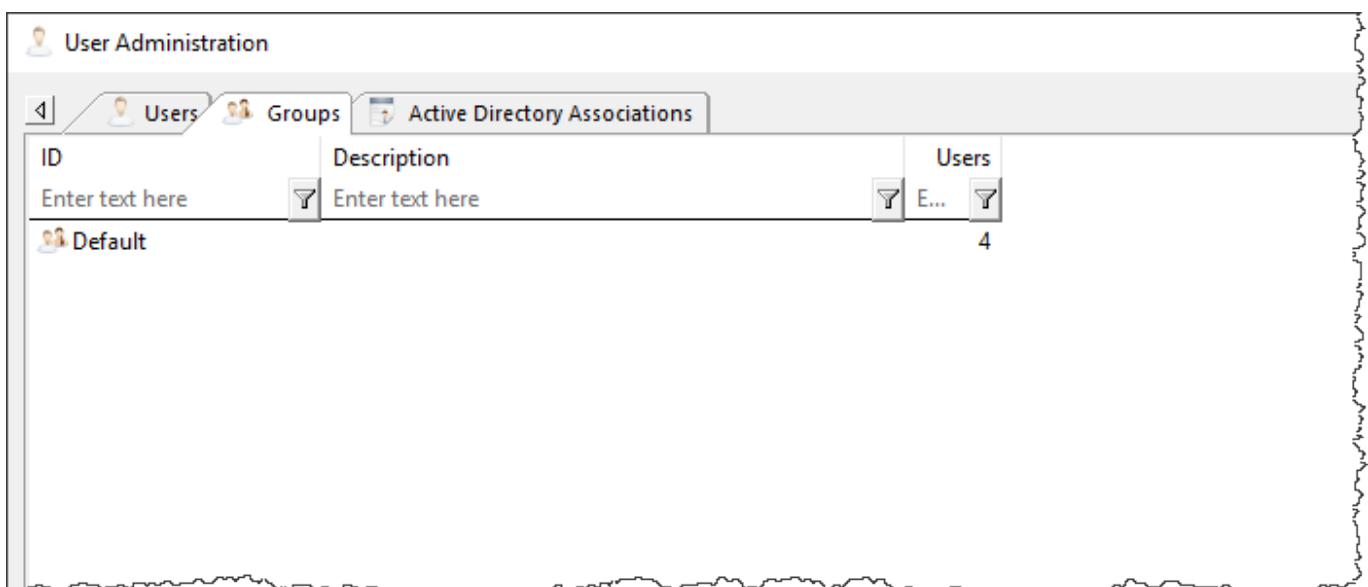 User Administration
Users Groups Active Directory Associations
ID Description Users
Enter text here Enter text here E...
Default 4